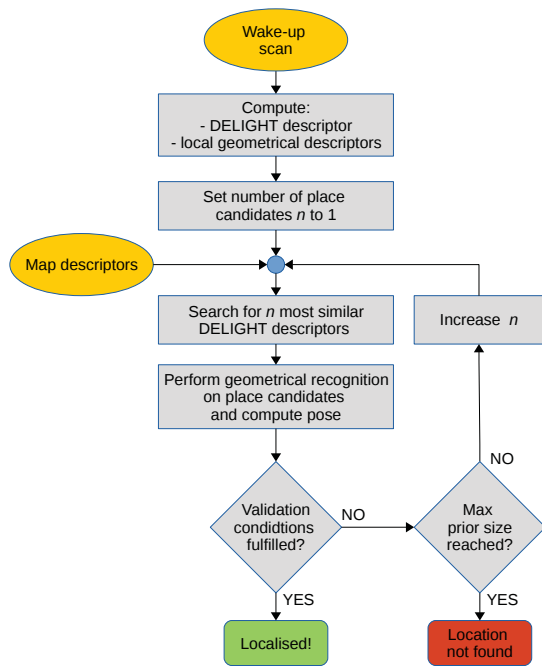 Wake-up
scan
Compute:
- DELIGHT descriptor
- local geometrical descriptors
Set number of place
candidates n to 1
Map descriptors
Search for n most similar
DELIGHT descriptors
Increase n
Perform geometrical recognition
on place candidates
and compute pose
NO
Validation
condidtions
fulfilled?
NO
Max
prior size
reached?
YES
YES
Localised!
Location
not found